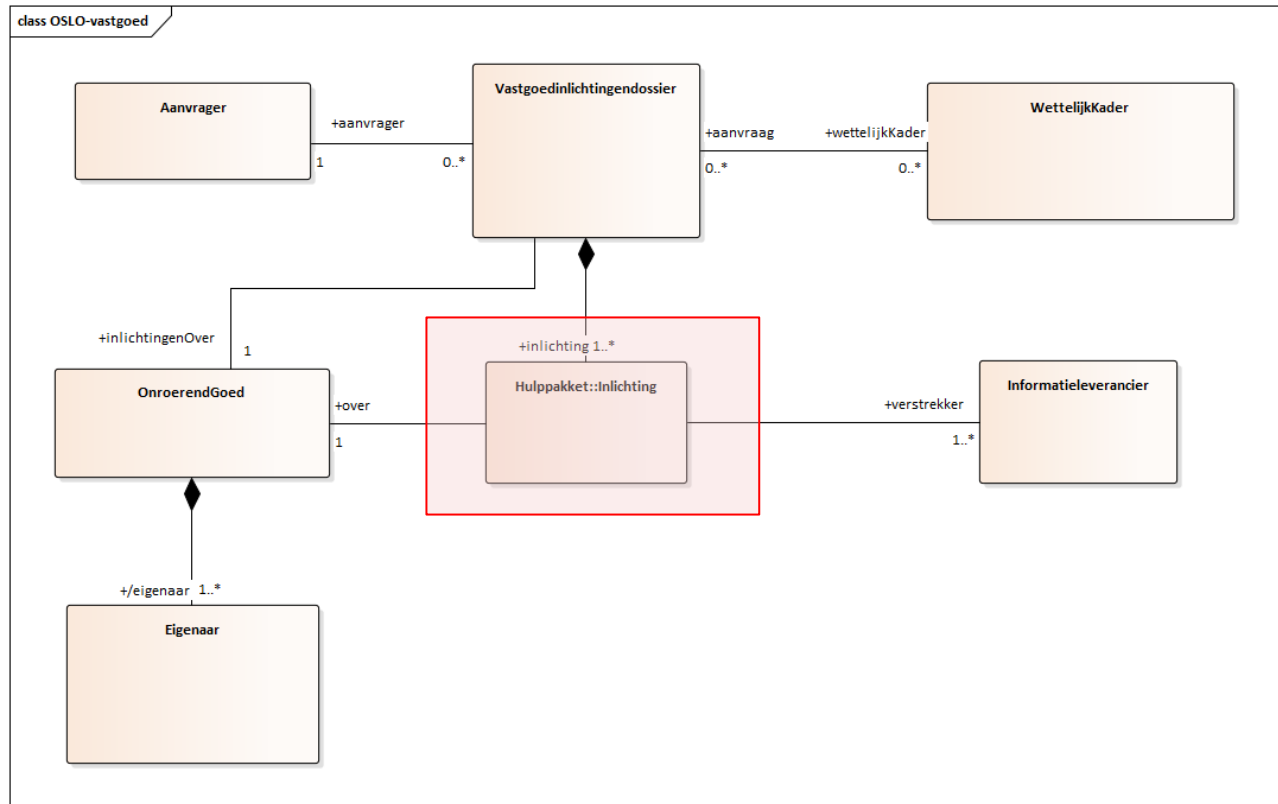 class OSLO-vastgoed
Aanvrager
+aanvrager
1
0..*
Vastgoedinlichtingendossier
+aanvraag
0..*
+wettelijkKader
0..*
WettelijkKader
+inlichtingenOver
1
+inlichting 1..*
OnroerendGoed
+over
1
Hulppakket::Inlichting
+verstrekker
1..*
Informatieleverancier
+/eigenaar 1..*
Eigenaar